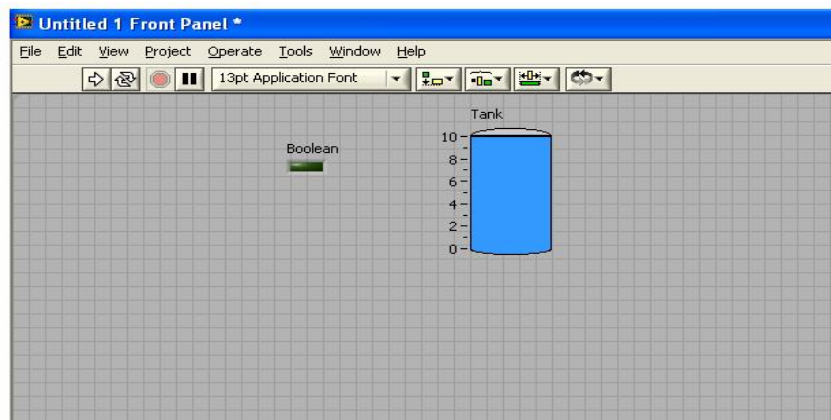 Untitled 1 Front Panel *
File Edit View Project Operate Tools Window Help
13pt Application Font
Tank
Boolean
10
8
6
4
2
0